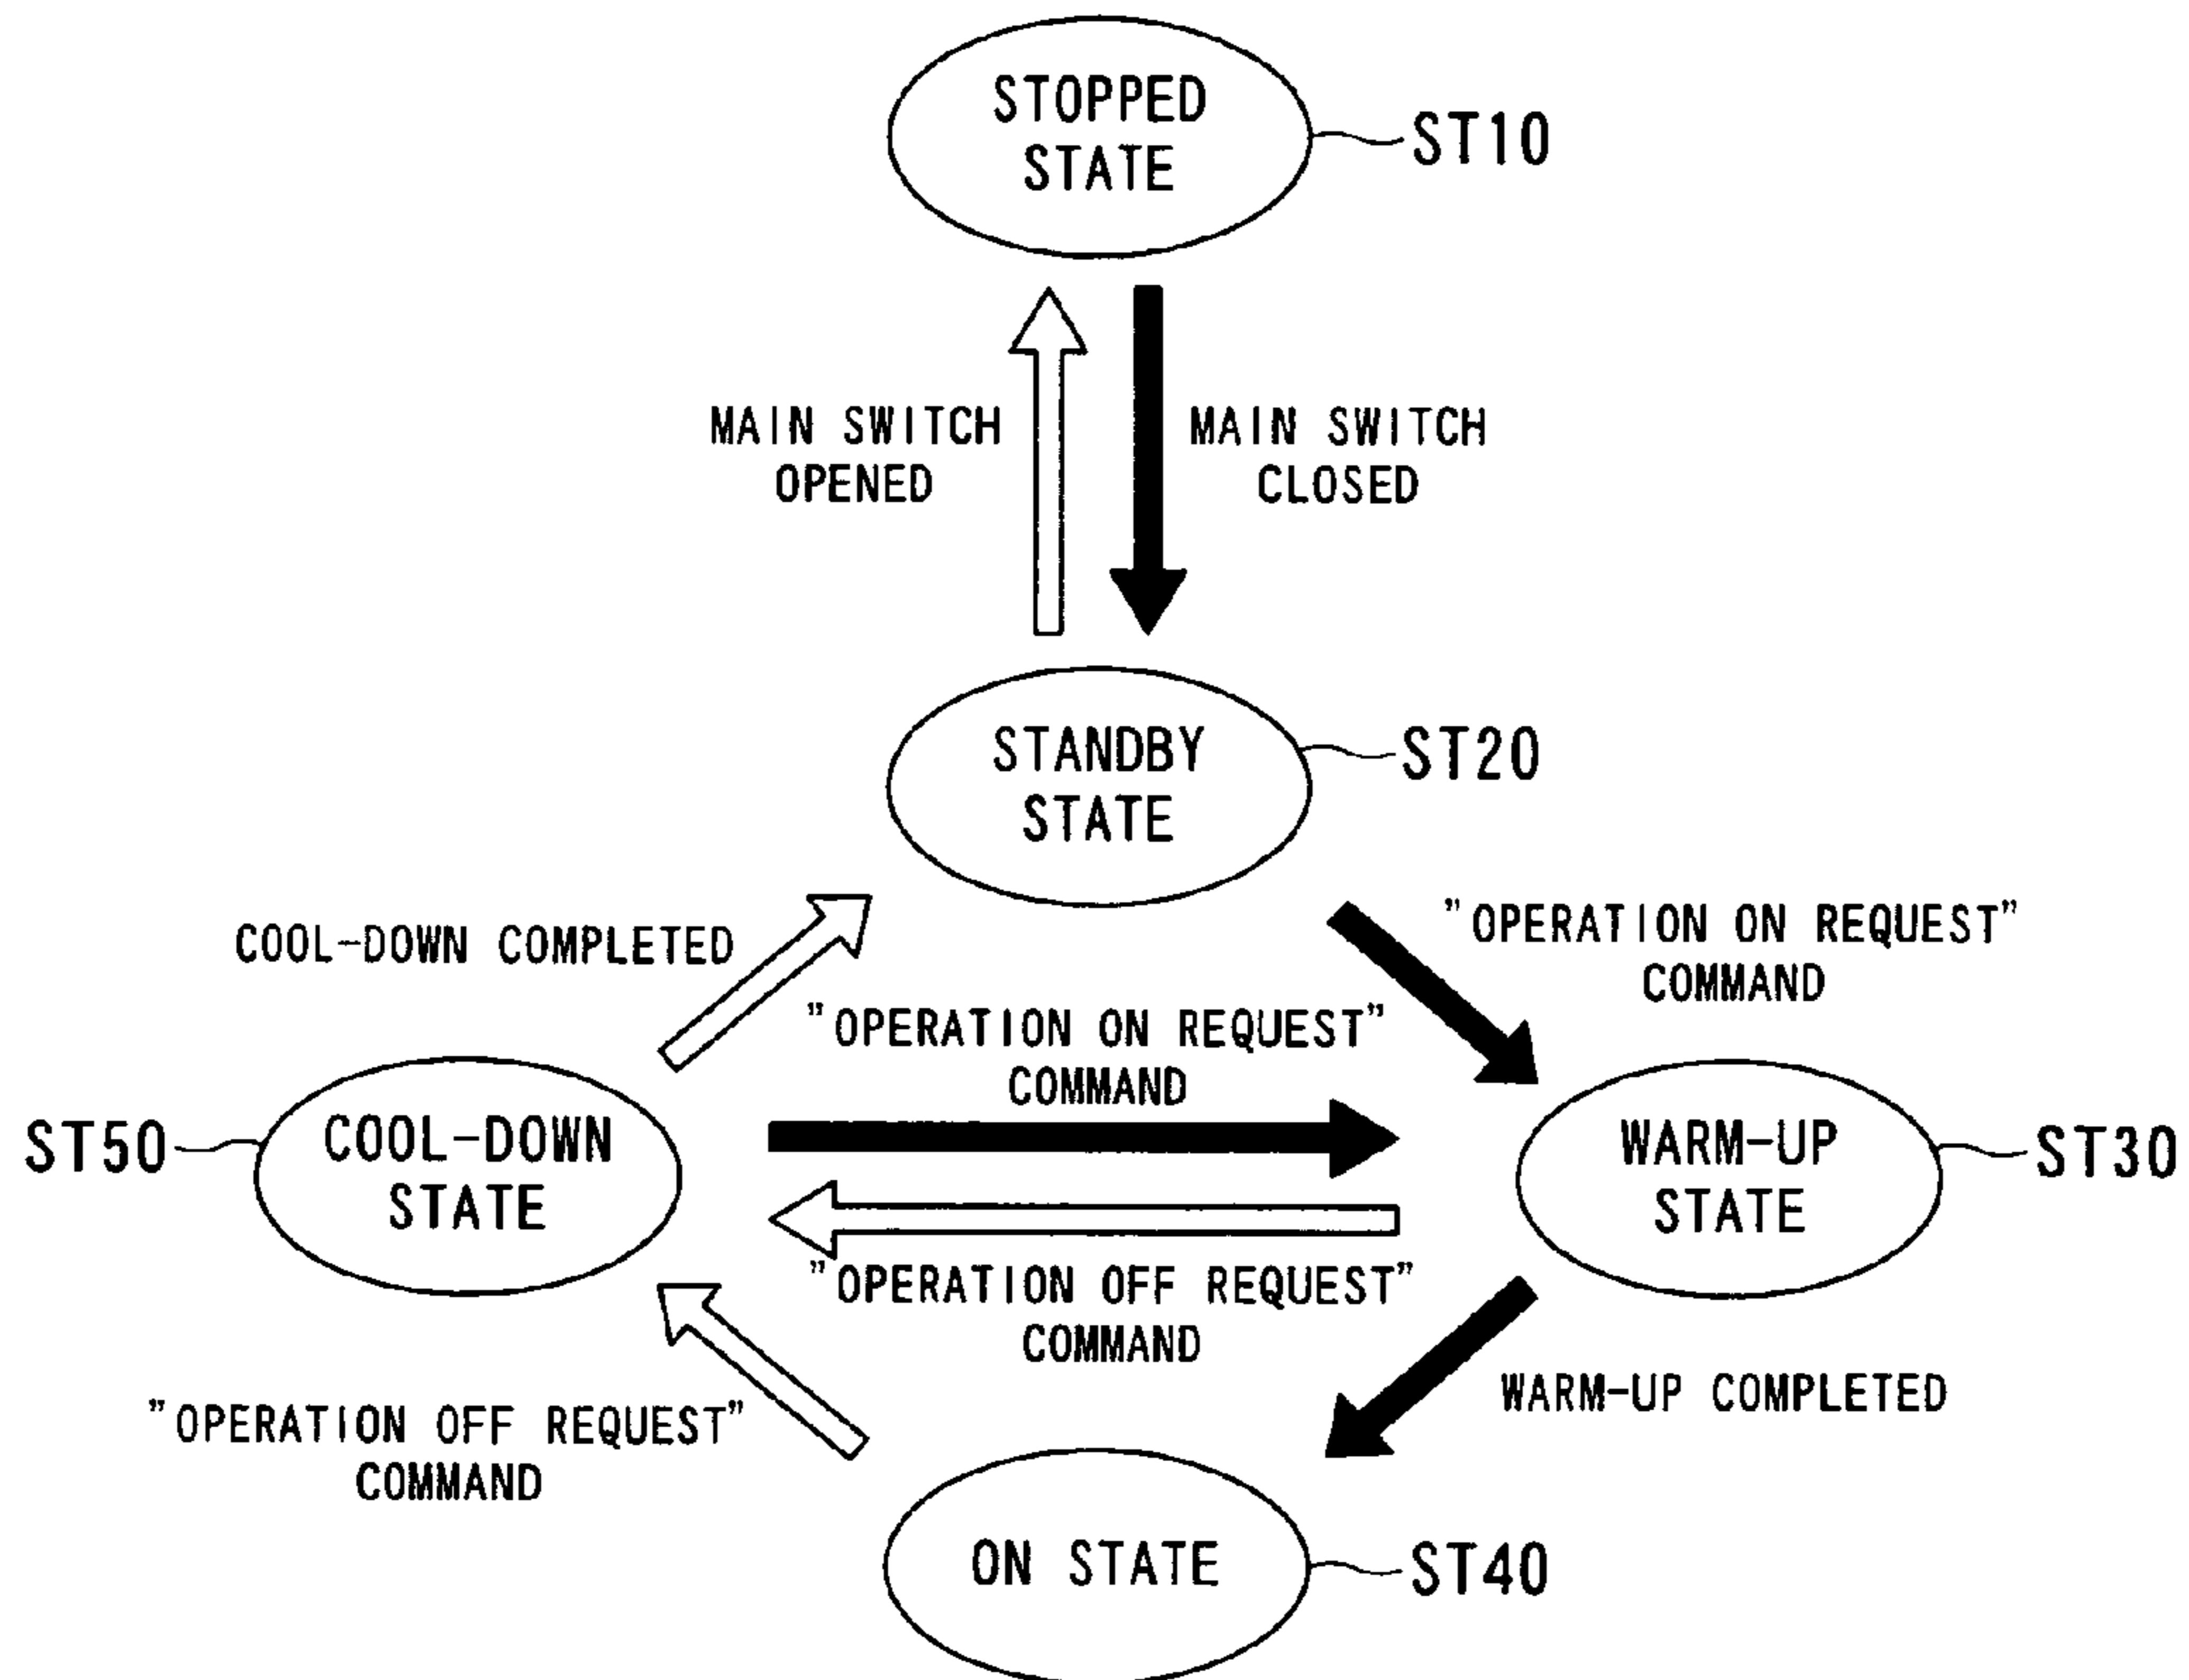 STOPPED
STATE
ST10
MAIN SWITCH
OPENED
MAIN SWITCH
CLOSED
STANDBY
STATE
ST20
COOL-DOWN COMPLETED
"OPERATION ON REQUEST"
COMMAND
"OPERATION ON REQUEST"
COMMAND
ST50
COOL-DOWN
STATE
WARM-UP
STATE
ST30
"OPERATION OFF REQUEST"
COMMAND
"OPERATION OFF REQUEST"
COMMAND
WARM-UP COMPLETED
ON STATE
ST40